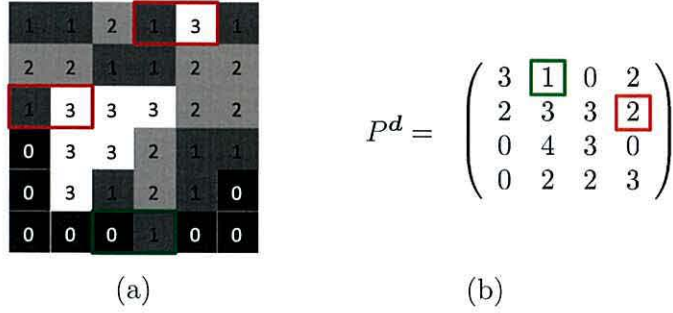 1 1 2 1 3 1
2 2 1 1 2 2
1 3 3 3 2 2
0 3 3 2 1 1
0 3 1 2 1 0
0 0 0 1 0 0
(a)
P^d =
3 1 0 2
2 3 3 2
0 4 3 0
0 2 2 3
(b)